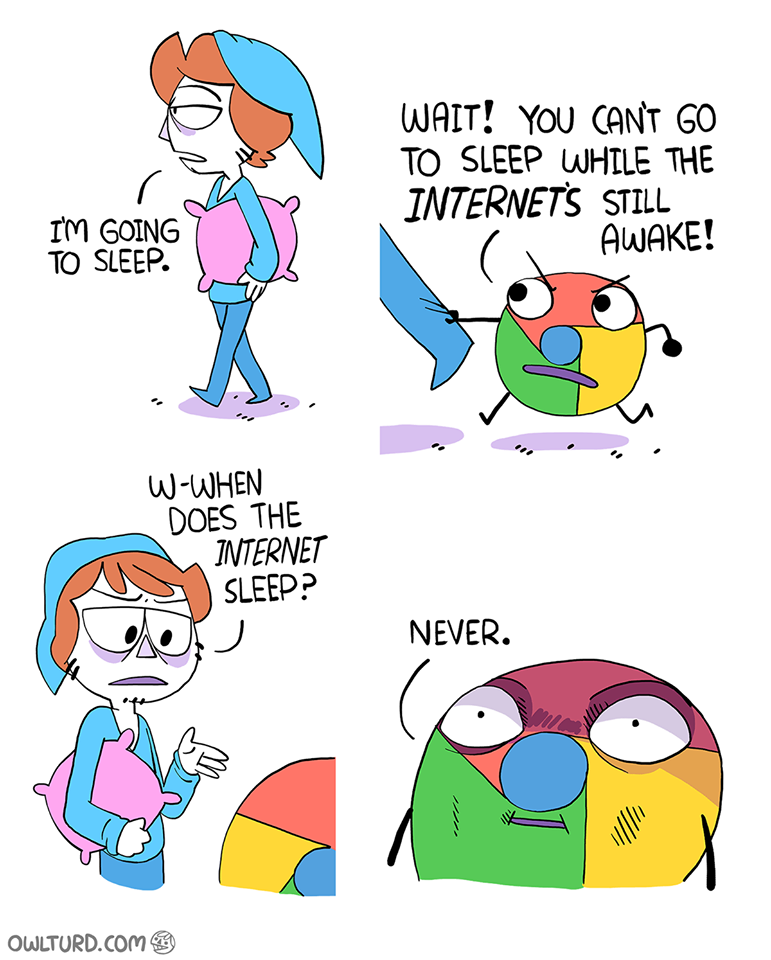 I'M GOING
TO SLEEP.
WAIT! YOU CAN'T GO
TO SLEEP WHILE THE
INTERNET'S STILL
AWAKE!
W-WHEN
DOES THE
INTERNET
SLEEP?
NEVER.
OWLTURD.COM